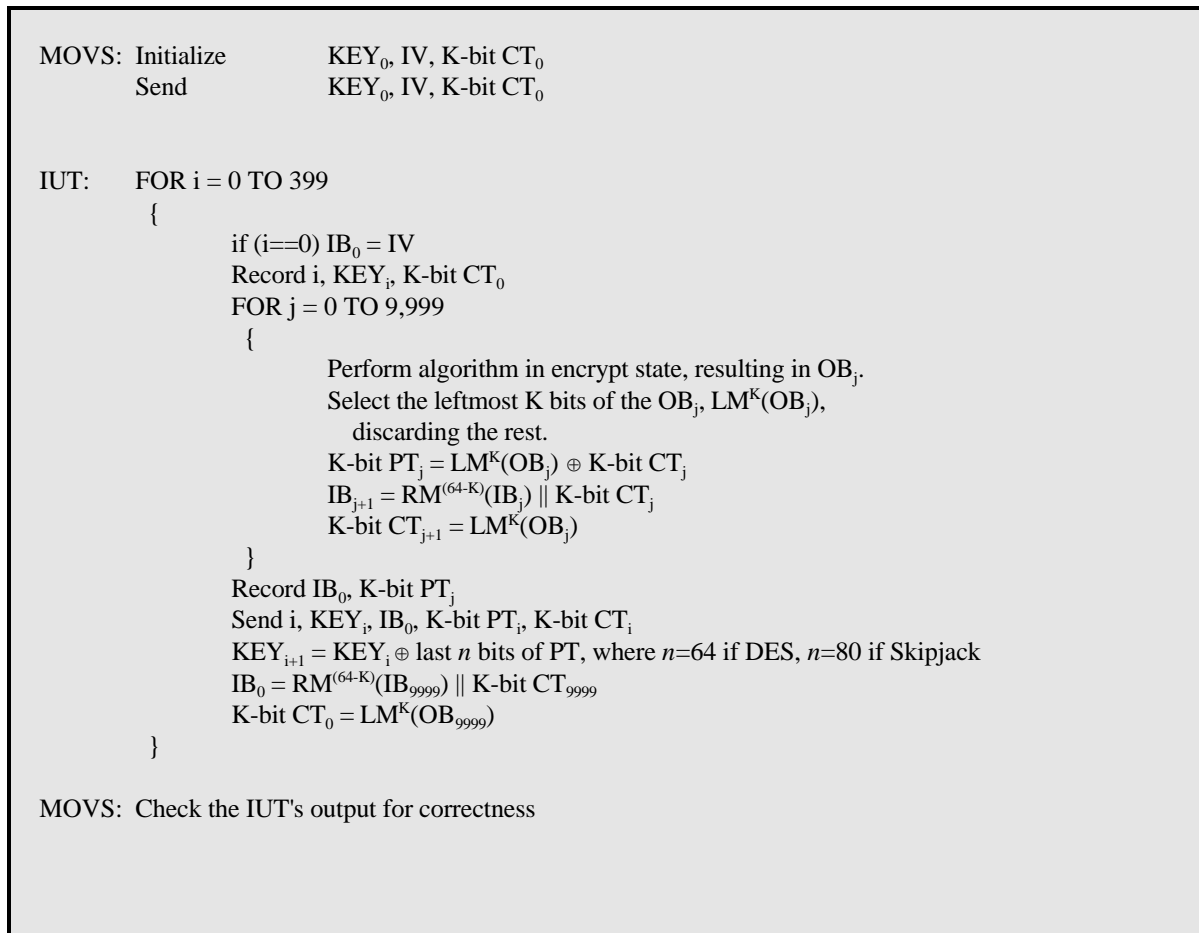 MOVS: Initialize KEY₀, IV, K-bit CT₀
Send KEY₀, IV, K-bit CT₀
IUT: FOR i = 0 TO 399
{
if (i==0) IB₀ = IV
Record i, KEYᵢ, K-bit CT₀
FOR j = 0 TO 9,999
{
Perform algorithm in encrypt state, resulting in OBⱼ.
Select the leftmost K bits of the OBⱼ, LMᴷ(OBⱼ),
discarding the rest.
K-bit PTⱼ = LMᴷ(OBⱼ) ⊕ K-bit CTⱼ
IBⱼ₊₁ = RM⁽⁶⁴⁻ᴷ⁾(IBⱼ) || K-bit CTⱼ
K-bit CTⱼ₊₁ = LMᴷ(OBⱼ)
}
Record IB₀, K-bit PTⱼ
Send i, KEYᵢ, IB₀, K-bit PTᵢ, K-bit CTᵢ
KEYᵢ₊₁ = KEYᵢ ⊕ last n bits of PT, where n=64 if DES, n=80 if Skipjack
IB₀ = RM⁽⁶⁴⁻ᴷ⁾(IB₉₉₉₉) || K-bit CT₉₉₉₉
K-bit CT₀ = LMᴷ(OB₉₉₉₉)
}
MOVS: Check the IUT's output for correctness